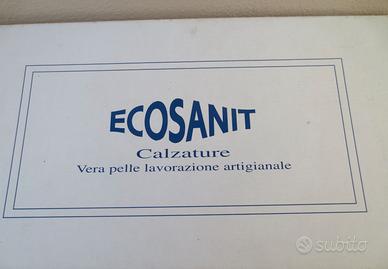 ECOSANIT
Calzature
Vera pelle lavorazione artigianale
subito